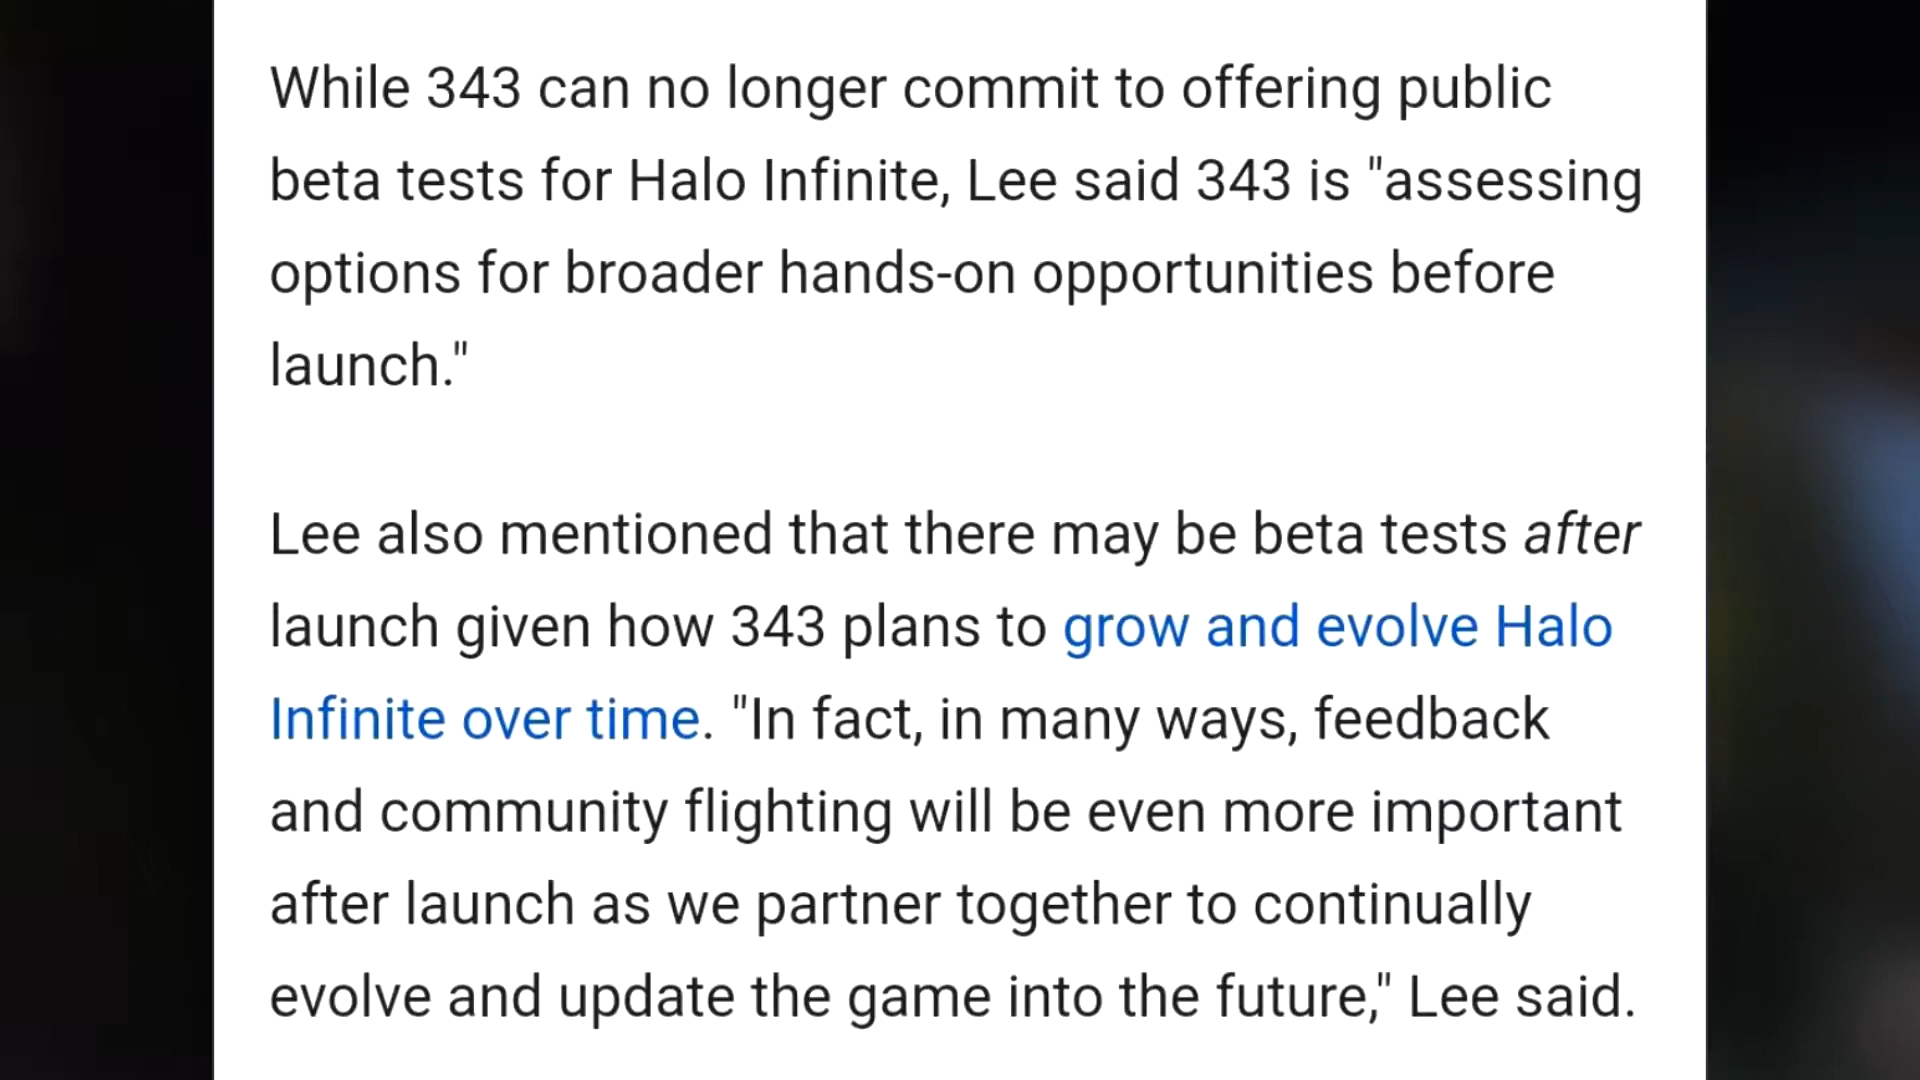 While 343 can no longer commit to offering public
beta tests for Halo Infinite, Lee said 343 is "assessing
options for broader hands-on opportunities before
launch."
Lee also mentioned that there may be beta tests after
launch given how 343 plans to grow and evolve Halo
Infinite over time. "In fact, in many ways, feedback
and community flighting will be even more important
after launch as we partner together to continually
evolve and update the game into the future," Lee said.